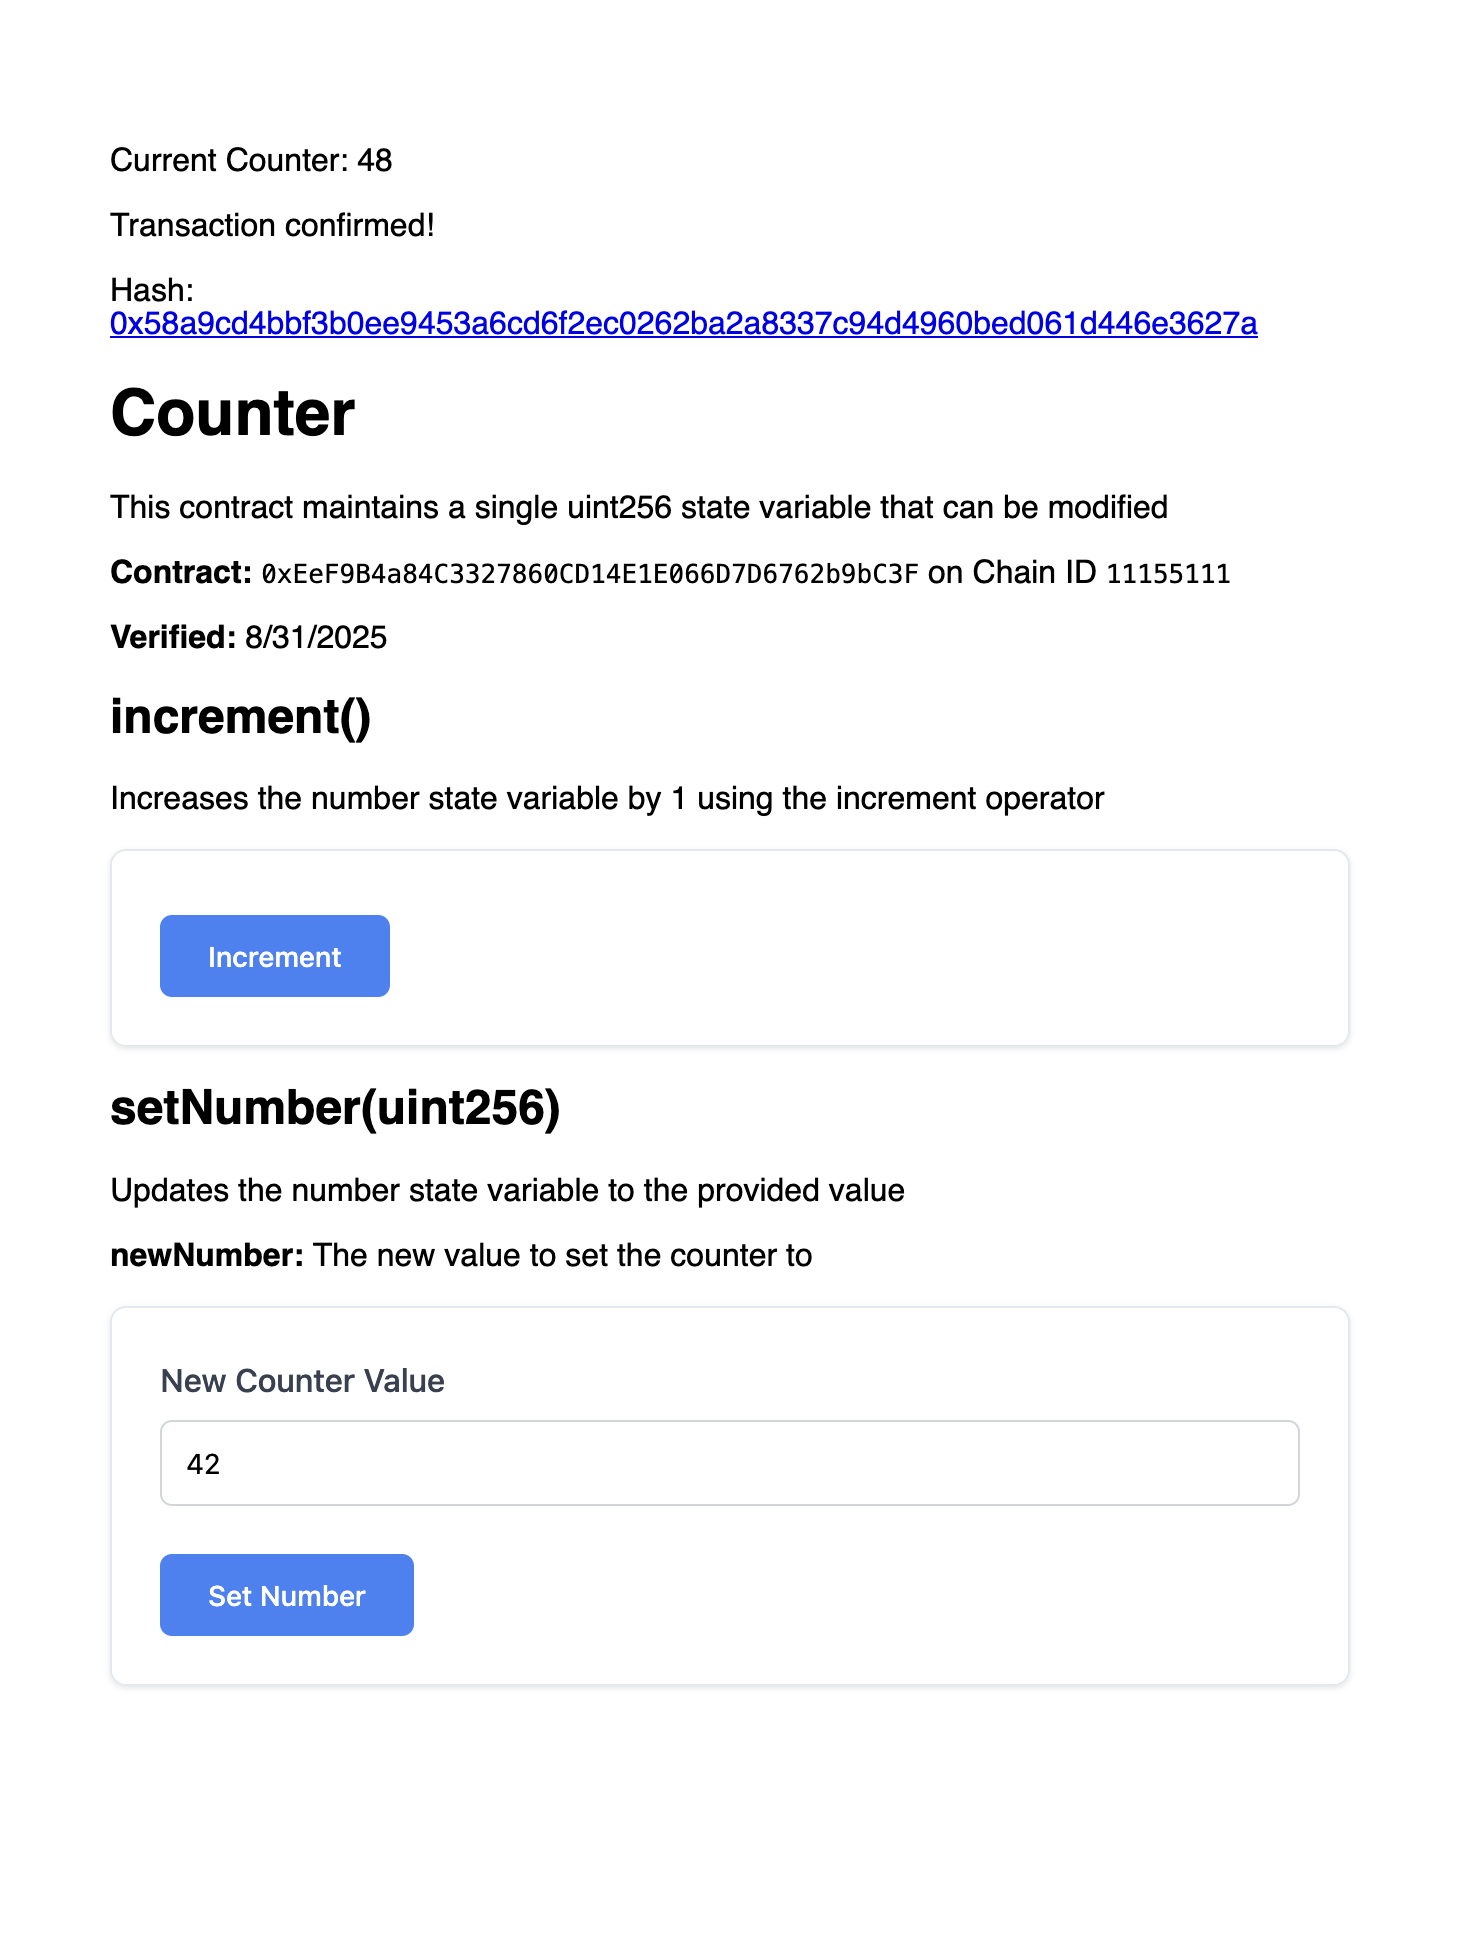 Current Counter: 48
Transaction confirmed!
Hash:
0x58a9cd4bbf3b0ee9453a6cd6f2ec0262ba2a8337c94d4960bed061d446e3627a
Counter
This contract maintains a single uint256 state variable that can be modified
Contract: 0xEeF9B4a84C3327860CD14E1E066D7D6762b9bC3F on Chain ID 11155111
Verified: 8/31/2025
increment()
Increases the number state variable by 1 using the increment operator
Increment
setNumber(uint256)
Updates the number state variable to the provided value
newNumber: The new value to set the counter to
New Counter Value
42
Set Number